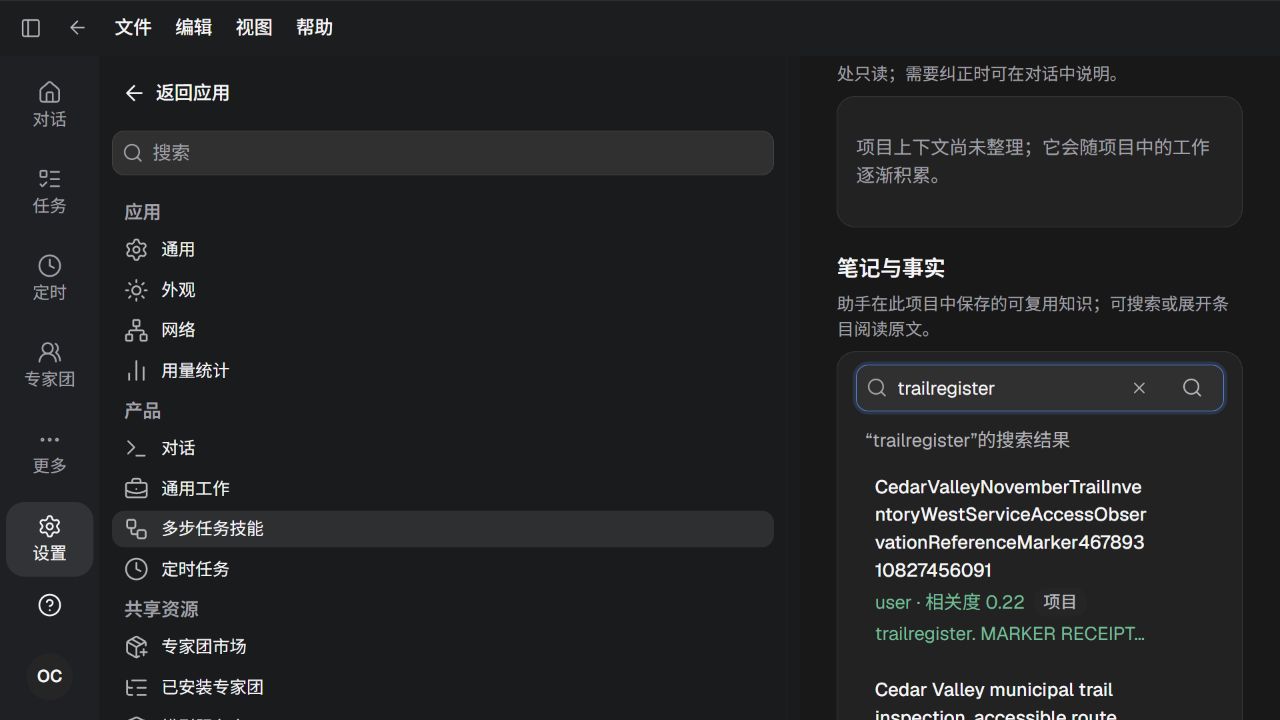 文件 编辑 视图 帮助
对话
任务
定时
专家团
更多
设置
OC
返回应用
搜索
应用
通用
外观
网络
用量统计
产品
对话
通用工作
多步任务技能
定时任务
共享资源
专家团市场
已安装专家团
处只读；需要纠正时可在对话中说明。
项目上下文尚未整理；它会随项目中的工作
逐渐积累。
笔记与事实
助手在此项目中保存的可复用知识；可搜索或展开条
目阅读原文。
trailregister
“trailregister”的搜索结果
CedarValleyNovemberTrailInve
ntoryWestServiceAccessObser
vationReferenceMarker467893
10827456091
user · 相关度 0.22 项目
trailregister. MARKER RECEIPT...
Cedar Valley municipal trail
inspection, accessible route